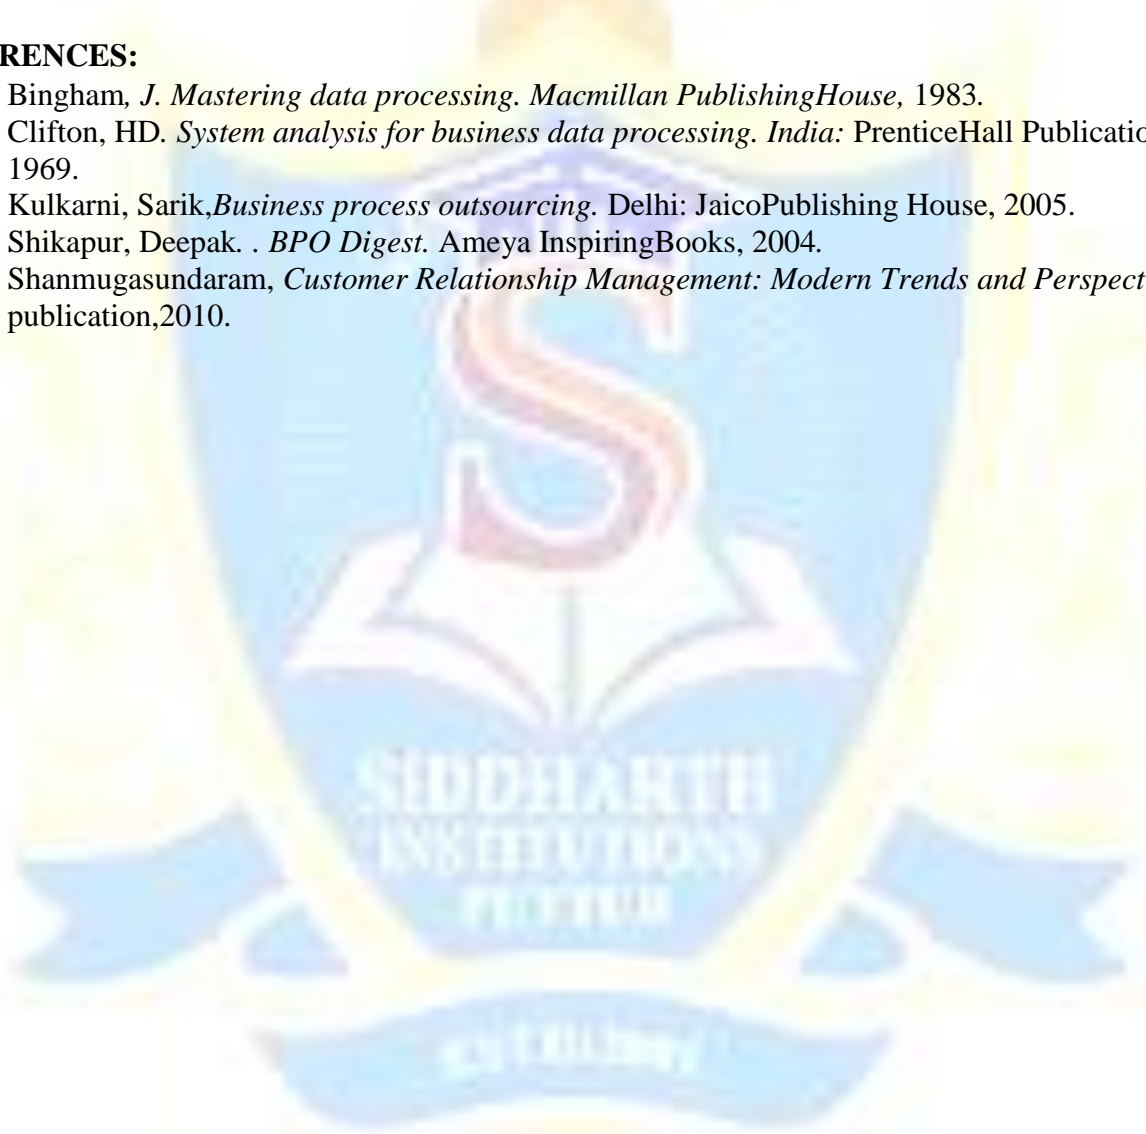 RENCES:
Bingham, J. Mastering data processing. Macmillan PublishingHouse, 1983.
Clifton, HD. System analysis for business data processing. India: PrenticeHall Publicatio
1969.
Kulkarni, Sarik,Business process outsourcing. Delhi: JaicoPublishing House, 2005.
Shikapur, Deepak. . BPO Digest. Ameya InspiringBooks, 2004.
Shanmugasundaram, Customer Relationship Management: Modern Trends and Perspect
publication,2010.
S
SIDDHARTH
INSTITUTIONS
PUTTUR